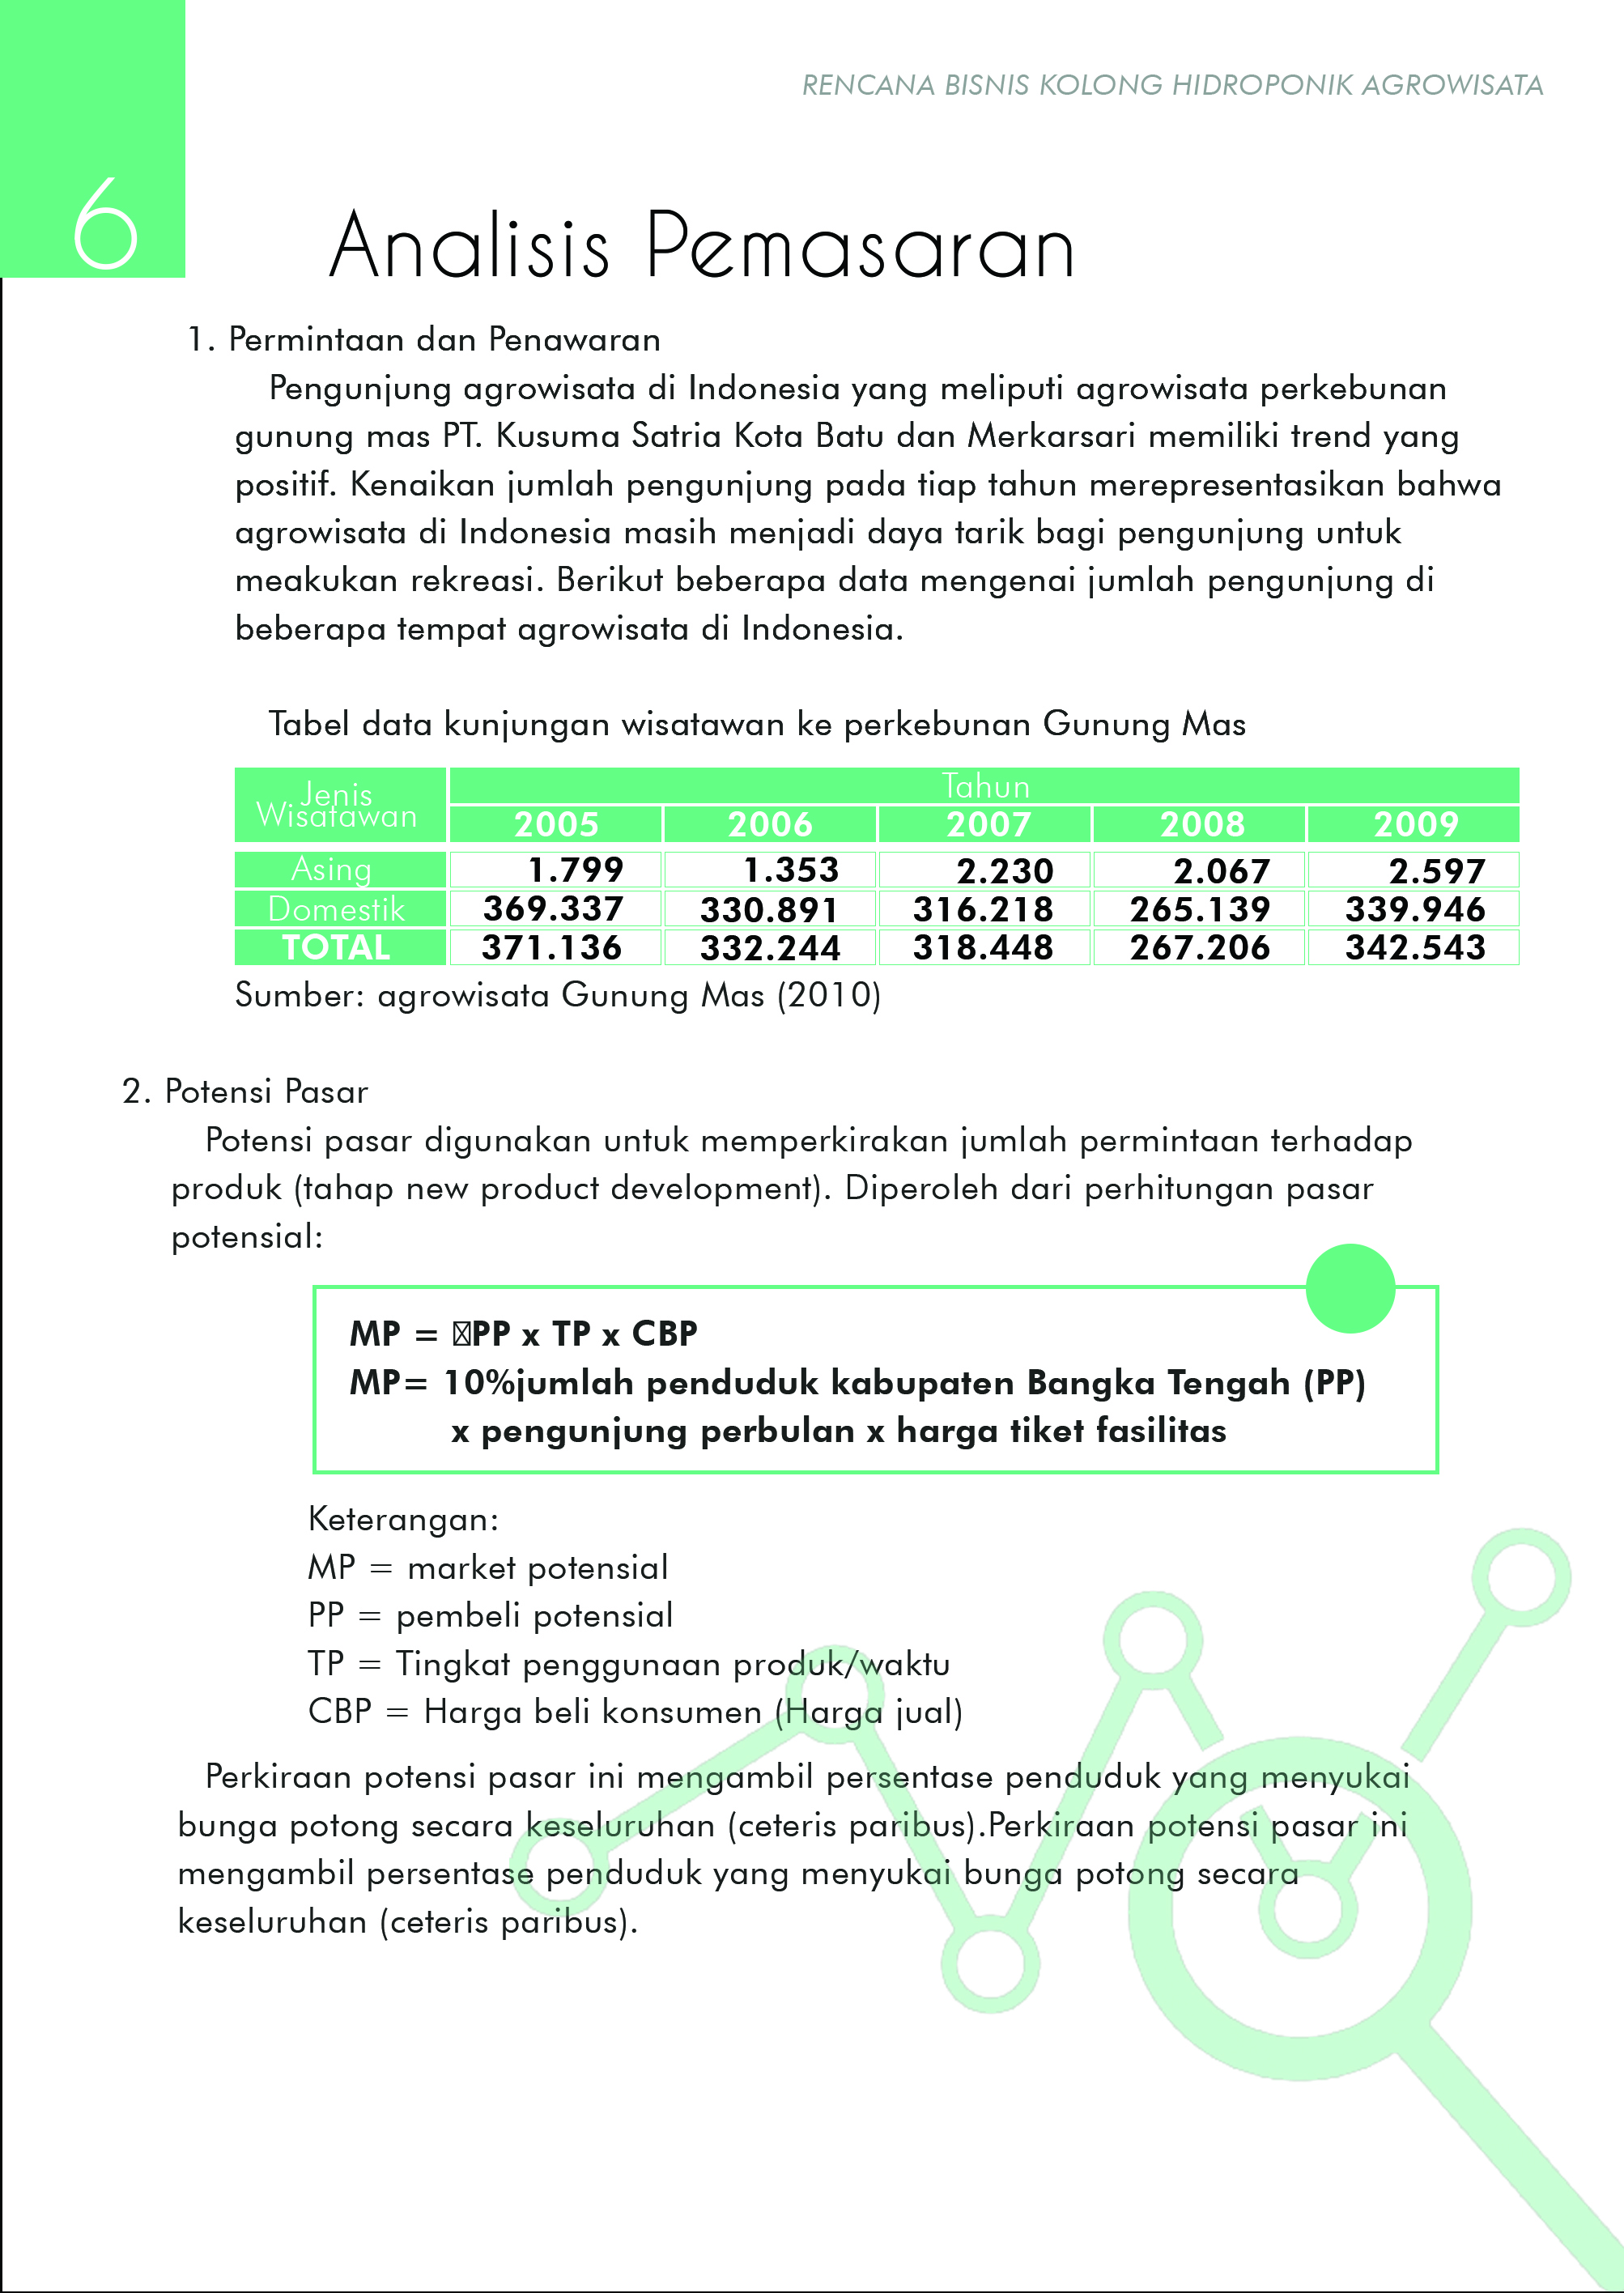 RENCANA BISNIS KOLONG HIDROPONIK AGROWISATA
6
Analisis Pemasaran
1. Permintaan dan Penawaran
Pengunjung agrowisata di Indonesia yang meliputi agrowisata perkebunan
gunung mas PT. Kusuma Satria Kota Batu dan Merkarsari memiliki trend yang
positif. Kenaikan jumlah pengunjung pada tiap tahun merepresentasikan bahwa
agrowisata di Indonesia masih menjadi daya tarik bagi pengunjung untuk
meakukan rekreasi. Berikut beberapa data mengenai jumlah pengunjung di
beberapa tempat agrowisata di Indonesia.
Tabel data kunjungan wisatawan ke perkebunan Gunung Mas
Jenis
Wisatawan
Tahun
2005 2006 2007 2008 2009
Asing 1.799 1.353 2.230 2.067 2.597
Domestik 369.337 330.891 316.218 265.139 339.946
TOTAL 371.136 332.244 318.448 267.206 342.543
Sumber: agrowisata Gunung Mas (2010)
2. Potensi Pasar
Potensi pasar digunakan untuk memperkirakan jumlah permintaan terhadap
produk (tahap new product development). Diperoleh dari perhitungan pasar
potensial:
MP = PP x TP x CBP
MP= 10%jumlah penduduk kabupaten Bangka Tengah (PP)
x pengunjung perbulan x harga tiket fasilitas
Keterangan:
MP = market potensial
PP = pembeli potensial
TP = Tingkat penggunaan produk/waktu
CBP = Harga beli konsumen (Harga jual)
Perkiraan potensi pasar ini mengambil persentase penduduk yang menyukai
bunga potong secara keseluruhan (ceteris paribus).Perkiraan potensi pasar ini
mengambil persentase penduduk yang menyukai bunga potong secara
keseluruhan (ceteris paribus).